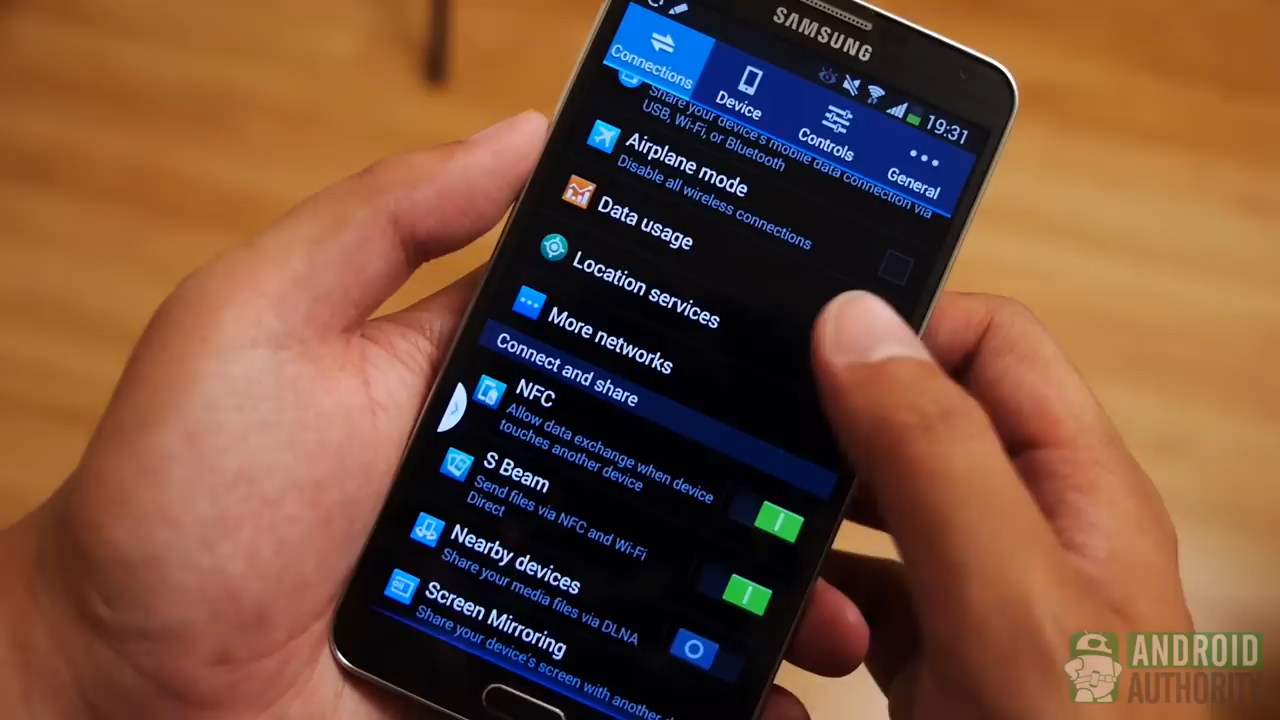 SAMSUNG
19:31
Connections
Device
Controls
General
Share your device's mobile data connection via
USB, Wi-Fi, or Bluetooth
Airplane mode
Disable all wireless connections
Data usage
Location services
More networks
Connect and share
NFC
Allow data exchange when device
touches another device
S Beam
Send files via NFC and Wi-Fi
Direct
Nearby devices
Share your media files via DLNA
Screen Mirroring
Share your device's screen with another
ANDROID
AUTHORITY